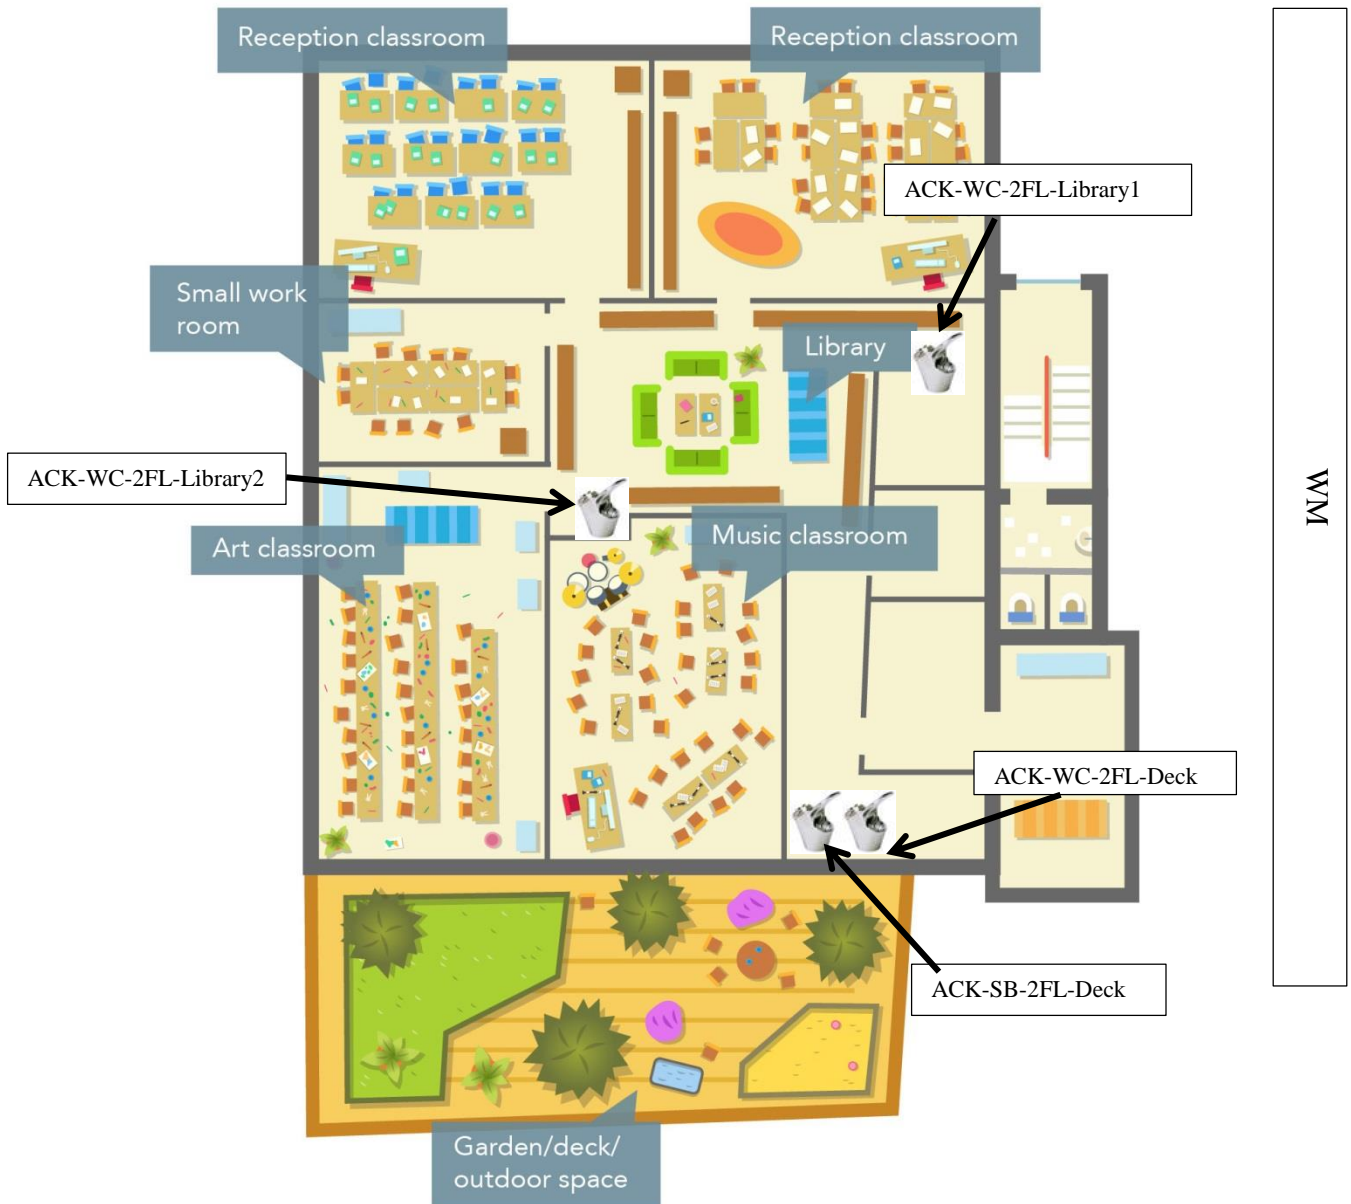 Reception classroom
Reception classroom
ACK-WC-2FL-Library1
Small work
room
Library
ACK-WC-2FL-Library2
WM
Music classroom
Art classroom
ACK-WC-2FL-Deck
ACK-SB-2FL-Deck
Garden/deck/
outdoor space